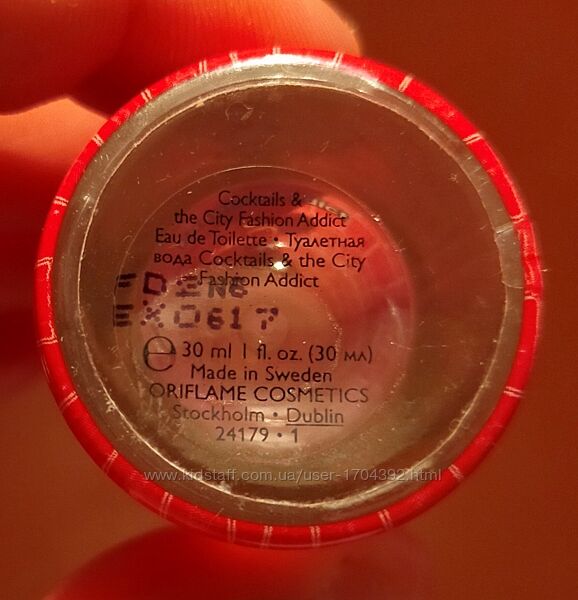 Cocktails &
the City Fashion Addict
Eau de Toilette • Туалетная
вода Cocktails & the City
Fashion Addict
EX0617
℮ 30 ml 1 fl. oz. (30 мл)
Made in Sweden
ORIFLAME COSMETICS
Stockholm • Dublin
24179 • 1
www.kidstaff.com.ua/user-1704392.html